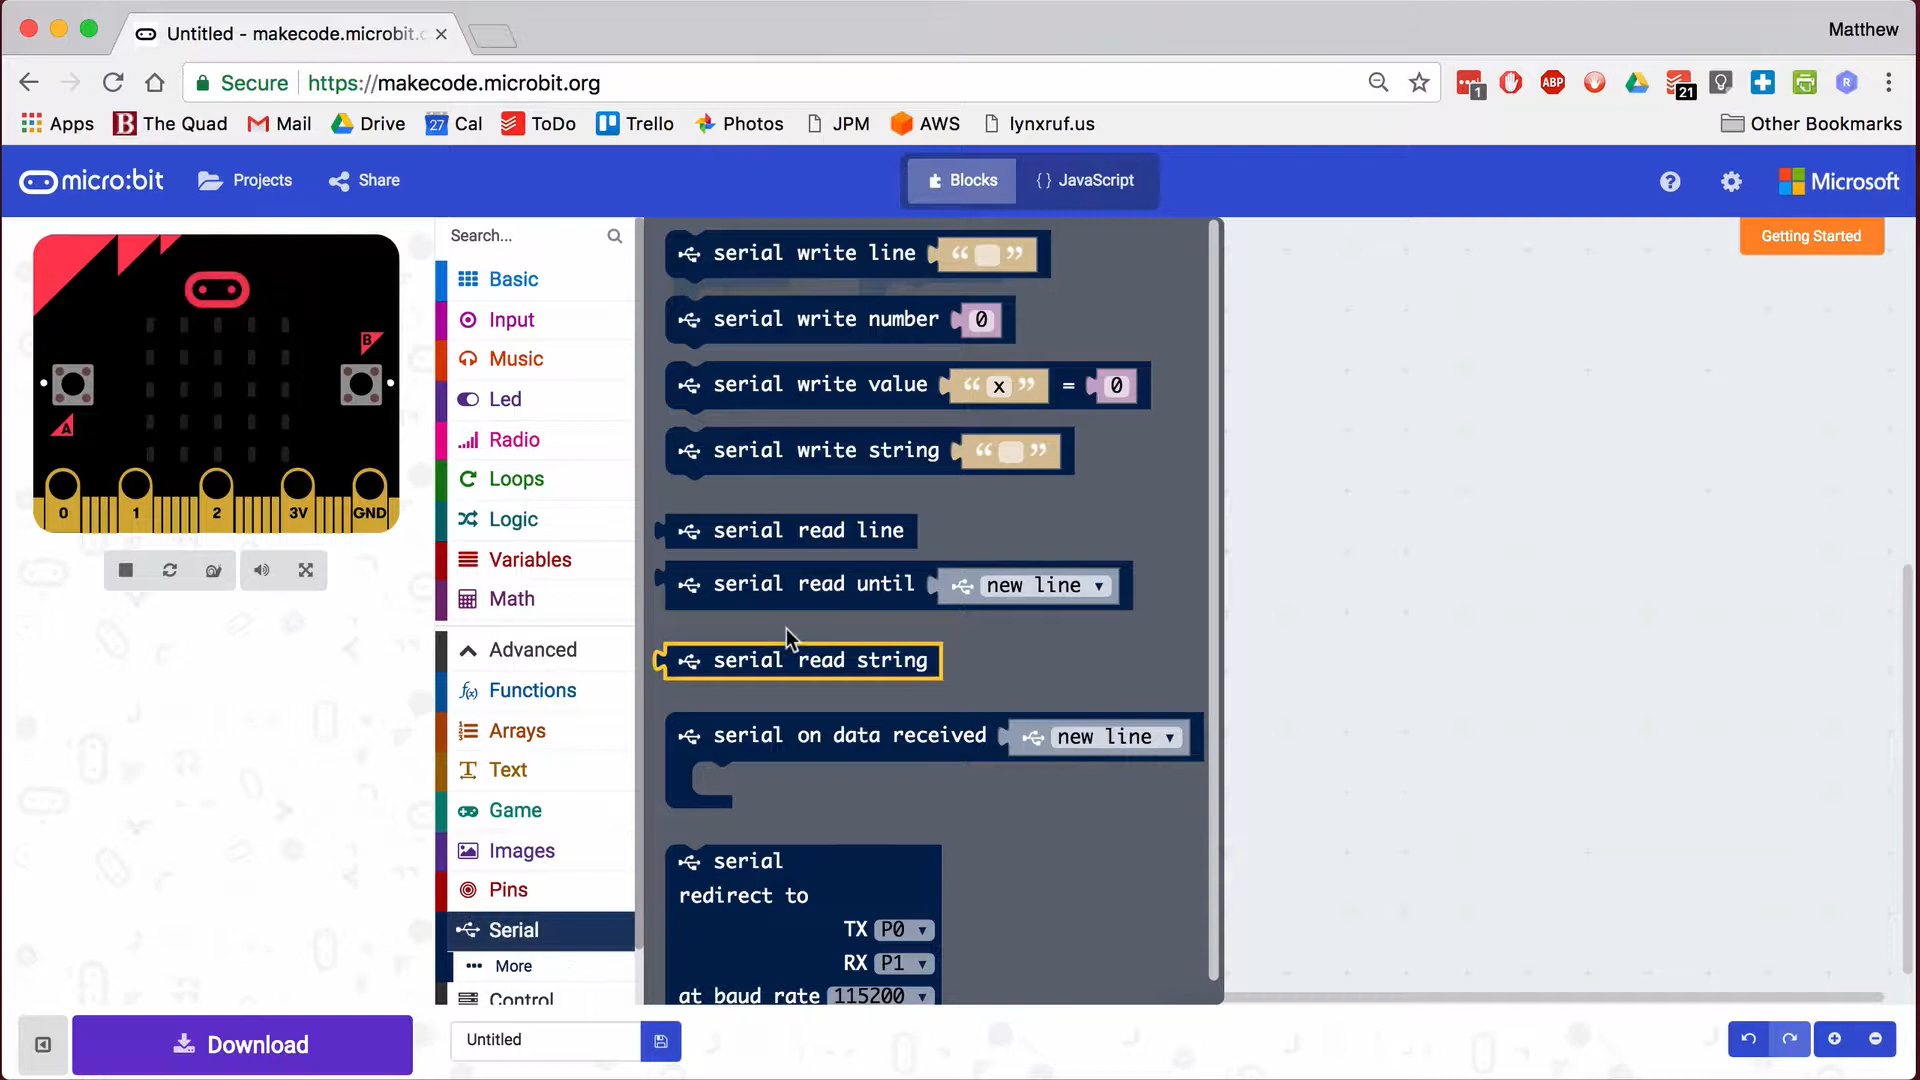 Untitled - makecode.microbit.
Matthew
Secure https://makecode.microbit.org
1
ABP
21
R
Apps The Quad Mail Drive 27 Cal ToDo Trello Photos JPM AWS lynxruf.us Other Bookmarks
micro:bit Projects Share Blocks {} JavaScript ? Microsoft
Search...
Getting Started
Basic
Input
Music
Led
Radio
Loops
Logic
Variables
Math
Advanced
Functions
Arrays
Text
Game
Images
Pins
Serial
More
Control
B
A
0 1 2 3V GND
serial write line “ ”
serial write number 0
serial write value “ x ” = 0
serial write string “ ”
serial read line
serial read until new line
serial read string
serial on data received new line
serial
redirect to
TX P0
RX P1
at baud rate 115200
Download
Untitled